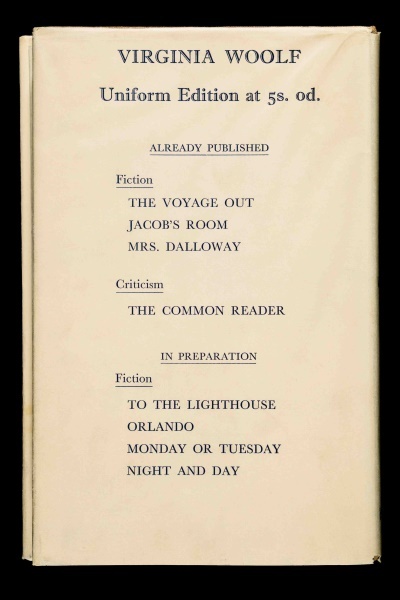 VIRGINIA WOOLF
Uniform Edition at 5s. od.
ALREADY PUBLISHED
Fiction
THE VOYAGE OUT
JACOB'S ROOM
MRS. DALLOWAY
Criticism
THE COMMON READER
IN PREPARATION
Fiction
TO THE LIGHTHOUSE
ORLANDO
MONDAY OR TUESDAY
NIGHT AND DAY